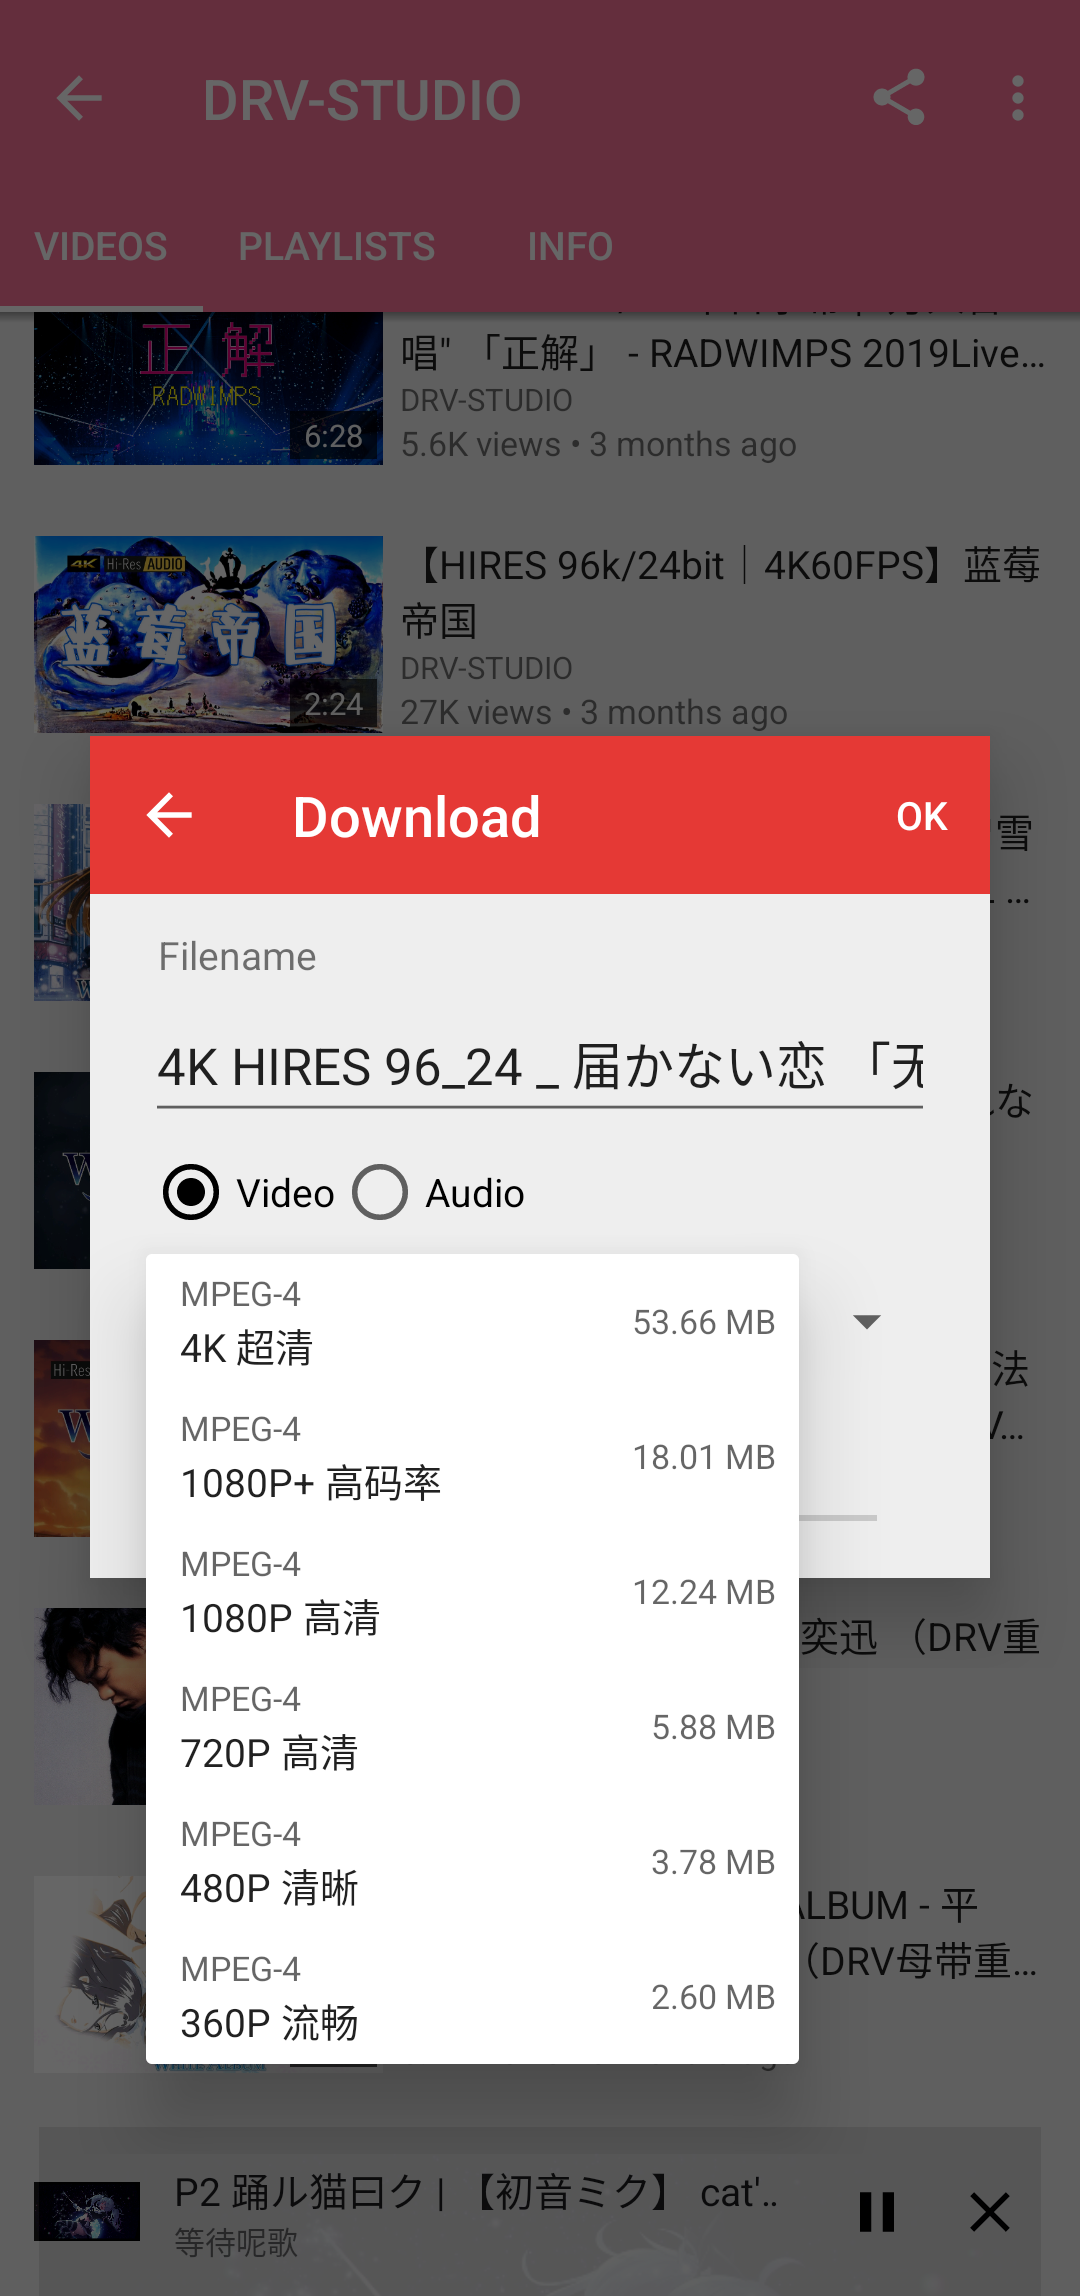 DRV-STUDIO
VIDEOS
PLAYLISTS
INFO
正解
RADWIMPS
6:28
唱" 「正解」 - RADWIMPS 2019Live...
DRV-STUDIO
5.6K views • 3 months ago
4K Hi-Res AUDIO
蓝莓帝国
2:24
【HIRES 96k/24bit｜4K60FPS】蓝莓
帝国
DRV-STUDIO
27K views • 3 months ago
Download
OK
雪
...
Filename
4K HIRES 96_24 _ 届かない恋 「无
な
Video
Audio
MPEG-4
4K 超清
53.66 MB
Hi-Res
法
...
MPEG-4
1080P+ 高码率
18.01 MB
MPEG-4
1080P 高清
12.24 MB
奕迅 （DRV重
MPEG-4
720P 高清
5.88 MB
MPEG-4
480P 清晰
3.78 MB
ALBUM - 平
（DRV母带重...
MPEG-4
360P 流畅
2.60 MB
P2 踊ル猫曰ク | 【初音ミク】 cat'..
等待呢歌